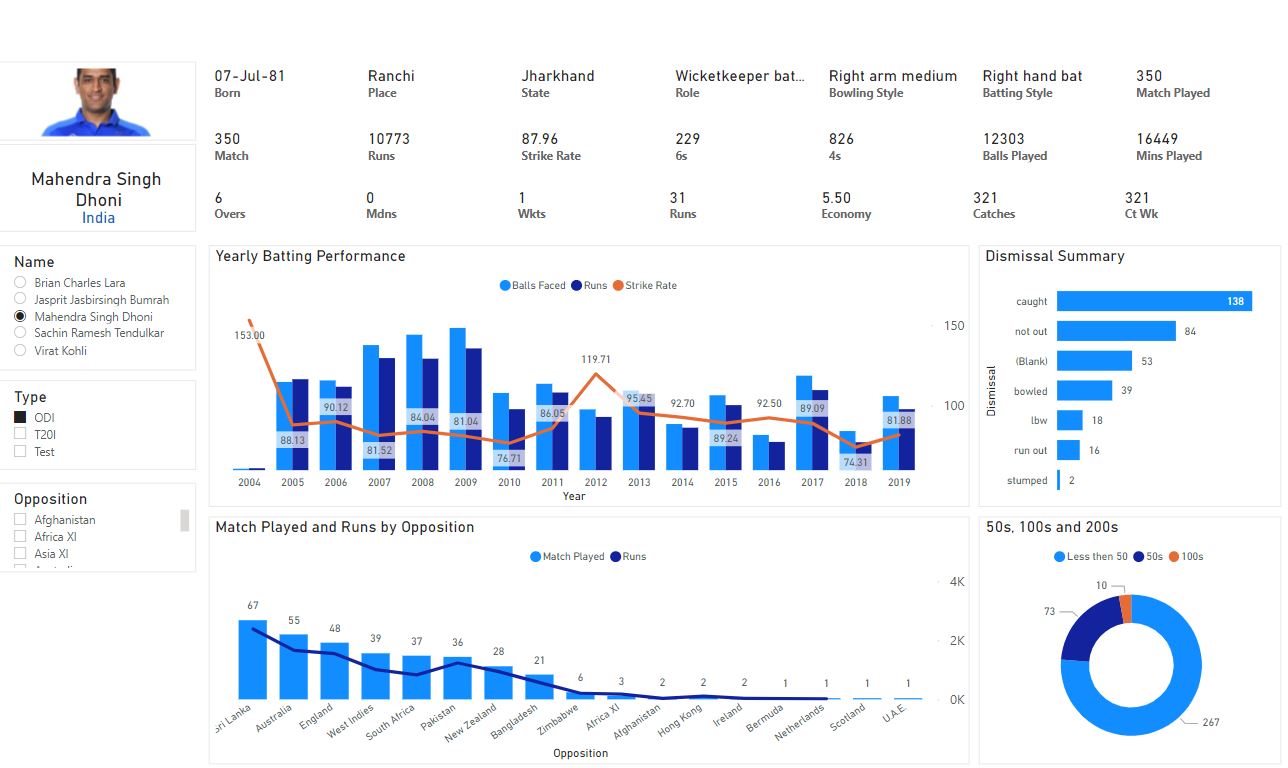 07-Jul-81 Ranchi Jharkhand Wicketkeeper bat... Right arm medium Right hand bat 350
Born Place State Role Bowling Style Batting Style Match Played
350 10773 87.96 229 826 12303 16449
Match Runs Strike Rate 6s 4s Balls Played Mins Played
6 0 1 31 5.50 321 321
Overs Mdns Wkts Runs Economy Catches Ct Wk
Mahendra Singh
Dhoni
India
Name
Brian Charles Lara
Jasprit Jasbirsingh Bumrah
Mahendra Singh Dhoni
Sachin Ramesh Tendulkar
Virat Kohli
Type
ODI
T20I
Test
Opposition
Afghanistan
Africa XI
Asia XI
Yearly Batting Performance
Balls Faced Runs Strike Rate
153.00
88.13
90.12
81.52
84.04
81.04
76.71
86.05
119.71
95.45
92.70
89.24
92.50
89.09
74.31
81.88
150
100
2004 2005 2006 2007 2008 2009 2010 2011 2012 2013 2014 2015 2016 2017 2018 2019
Year
Dismissal Summary
Dismissal
caught 138
not out 84
(Blank) 53
bowled 39
lbw 18
run out 16
stumped 2
Match Played and Runs by Opposition
Match Played Runs
4K
2K
0K
67 55 48 39 37 36 28 21 6 3 2 2 2 1 1 1 1
Sri Lanka Australia England West Indies South Africa Pakistan New Zealand Bangladesh Zimbabwe Africa XI Afghanistan Hong Kong Ireland Bermuda Netherlands Scotland U.A.E.
Opposition
50s, 100s and 200s
Less then 50 50s 100s
10
73
267